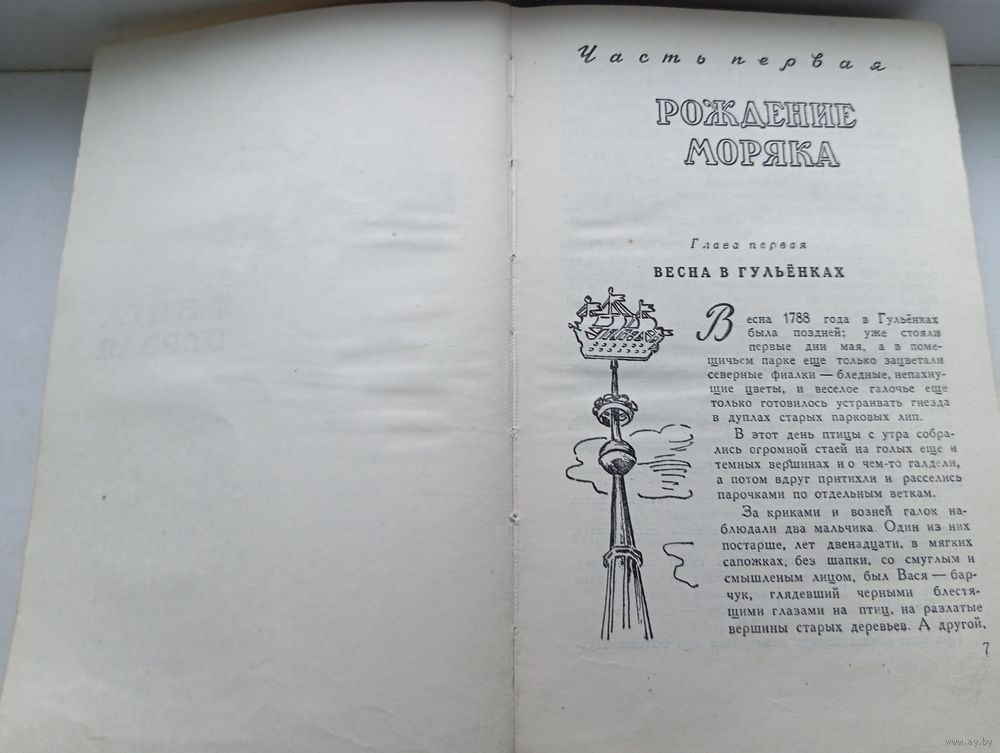 Часть первая
РОЖДЕНИЕ
МОРЯКА
Глава первая
ВЕСНА В ГУЛЬЁНКАХ
Весна 1788 года в Гульёнках
была поздней; уже стояли
первые дни мая, а в поме-
щичьем парке еще только зацветали
северные фиалки — бледные, непахну-
щие цветы, и веселое галочье еще
только готовилось устраивать гнезда
в дуплах старых парковых лип.
В этот день птицы с утра собра-
лись огромной стаей на голых еще и
темных вершинах и о чем-то галдели,
а потом вдруг притихли и расселись
парочками по отдельным веткам.
За криками и возней галок на-
блюдали два мальчика. Один из них
постарше, лет двенадцати, в мягких
сапожках, без шапки, со смуглым и
смышленым лицом, был Вася — бар-
чук, глядевший черными блестя-
щими глазами на птиц, на разлатые
вершины старых деревьев. А другой,
7
www.ay.by